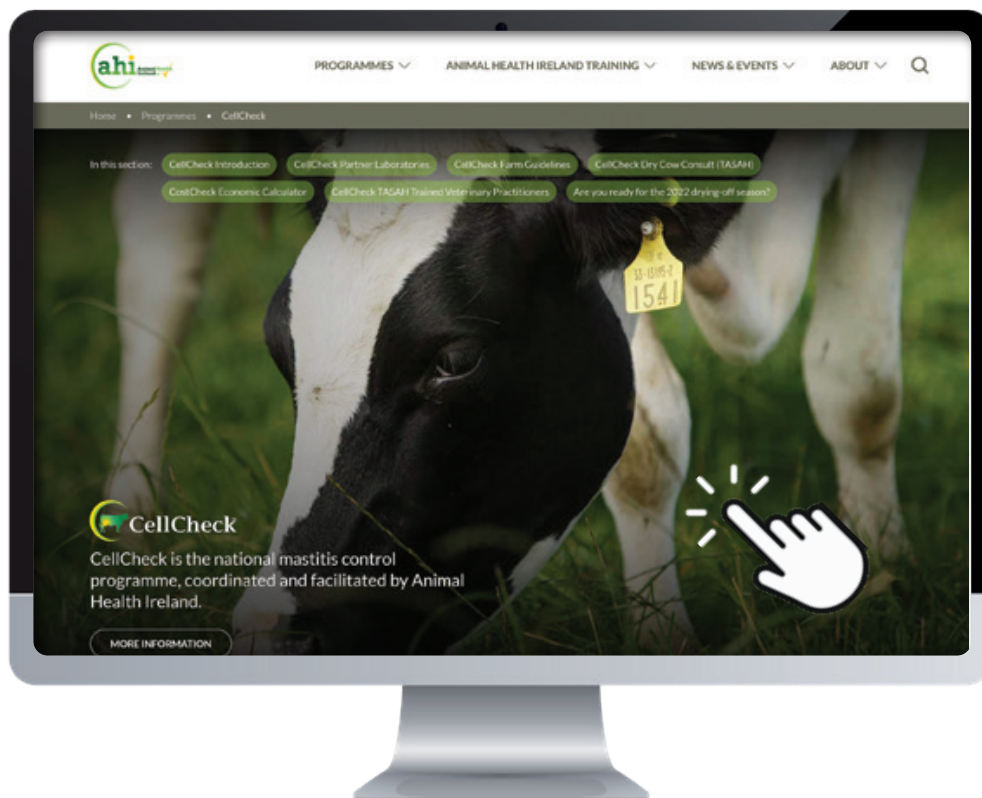 ahi Animal Health
PROGRAMMES
ANIMAL HEALTH IRELAND TRAINING
NEWS & EVENTS
ABOUT
Home • Programmes • CellCheck
In this section:
CellCheck Introduction
CellCheck Partner Laboratories
CellCheck Farm Guidelines
CellCheck Dry Cow Consult (TASAH)
CostCheck Economic Calculator
CellCheck TASAH Trained Veterinary Practitioners
Are you ready for the 2022 drying-off season?
1541
CellCheck
CellCheck is the national mastitis control
programme, coordinated and facilitated by Animal
Health Ireland.
MORE INFORMATION